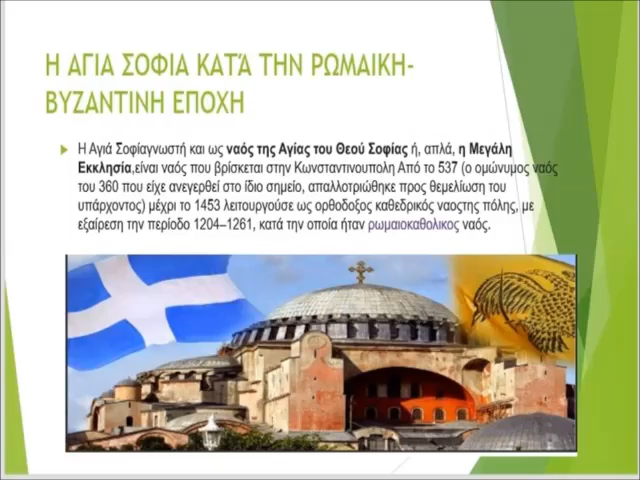 Η ΑΓΙΑ ΣΟΦΙΑ ΚΑΤΆ ΤΗΝ ΡΩΜΑΙΚΗ-
ΒΥΖΑΝΤΙΝΗ ΕΠΟΧΗ
Η Αγιά Σοφίαγνωστή και ως ναός της Αγίας του Θεού Σοφίας ή, απλά, η Μεγάλη
Εκκλησία,είναι ναός που βρίσκεται στην Κωνσταντινουπολη Από το 537 (ο ομώνυμος ναός
του 360 που είχε ανεγερθεί στο ίδιο σημείο, απαλλοτριώθηκε προς θεμελίωση του
υπάρχοντος) μέχρι το 1453 λειτουργούσε ως ορθοδοξος καθεδρικός ναοςτης πόλης, με
εξαίρεση την περίοδο 1204–1261, κατά την οποία ήταν ρωμαιοκαθολικος ναός.